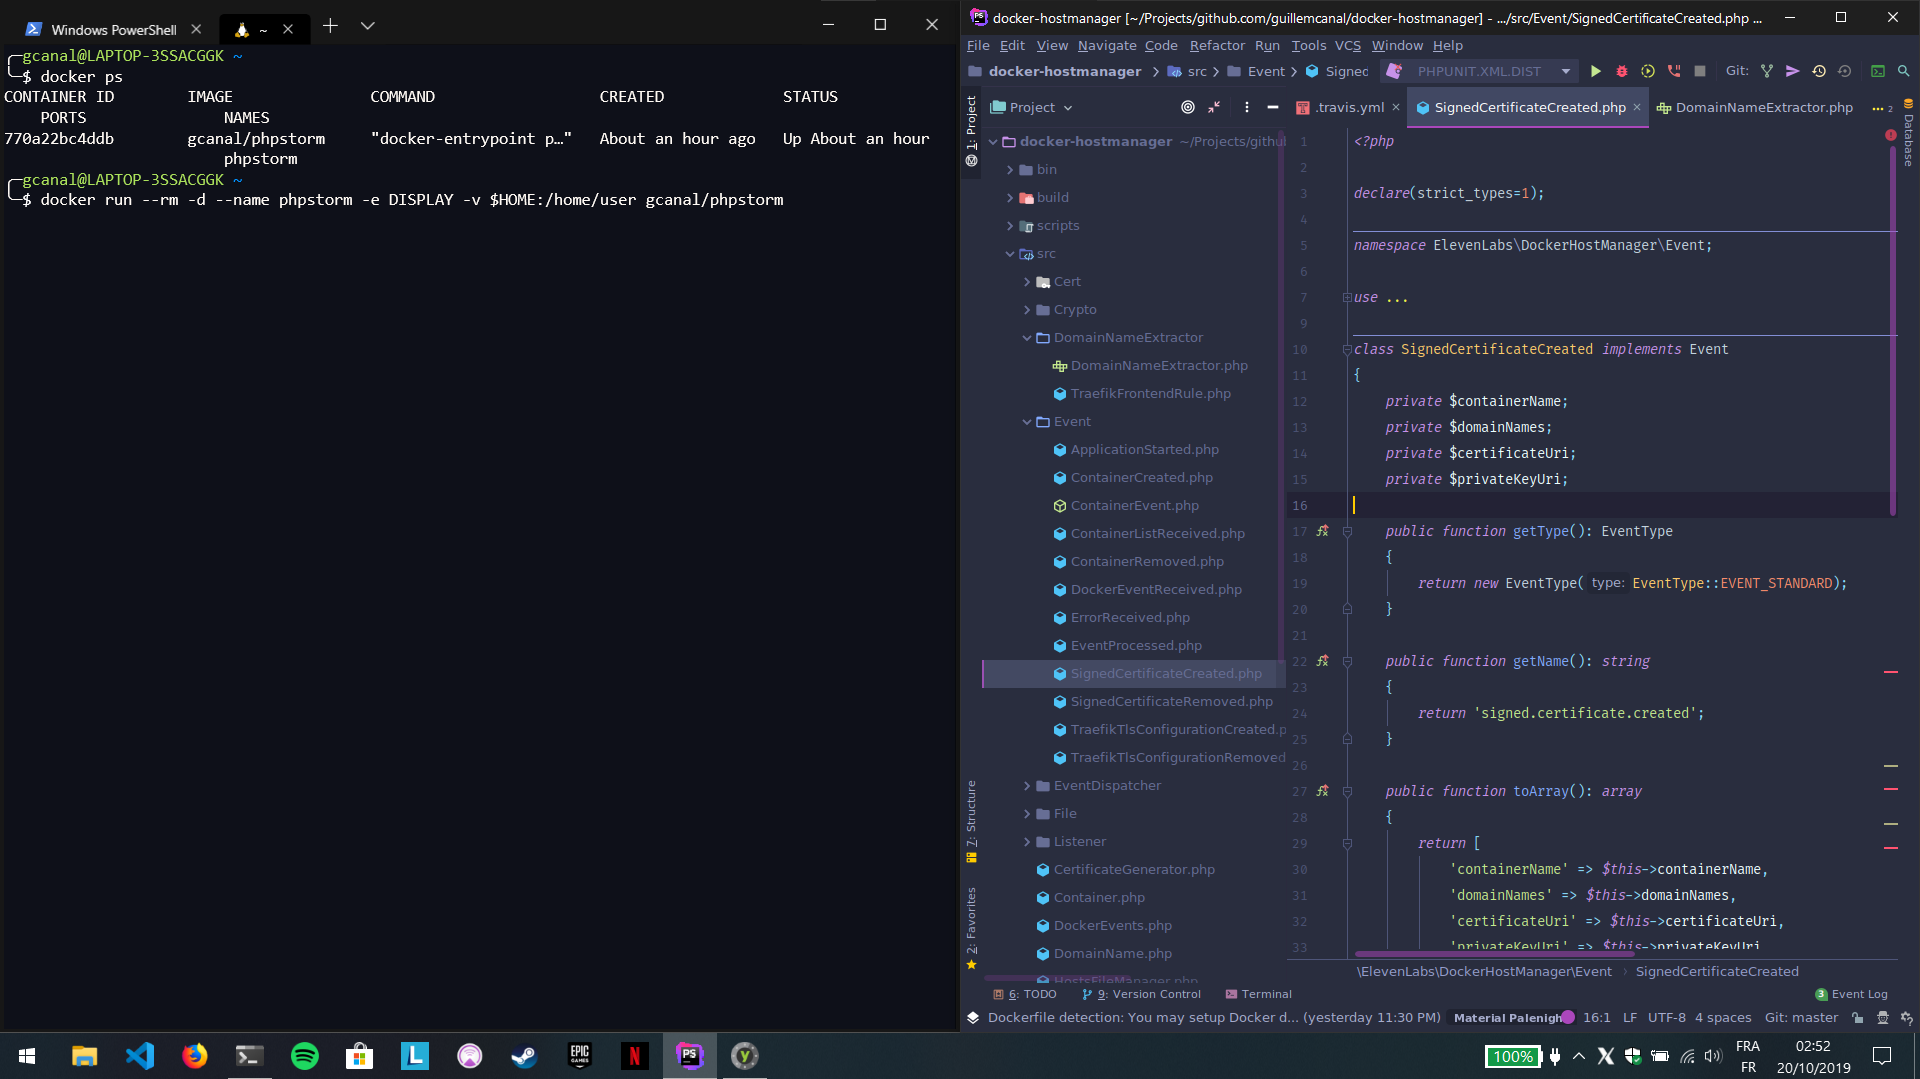 Windows PowerShell
~
gcanal@LAPTOP-3SSACGGK ~
$ docker ps
CONTAINER ID IMAGE COMMAND CREATED STATUS
PORTS NAMES
770a22bc4ddb gcanal/phpstorm "docker-entrypoint p…" About an hour ago Up About an hour
phpstorm
gcanal@LAPTOP-3SSACGGK ~
$ docker run --rm -d --name phpstorm -e DISPLAY -v $HOME:/home/user gcanal/phpstorm
docker-hostmanager [~/Projects/github.com/guillemcanal/docker-hostmanager] - .../src/Event/SignedCertificateCreated.php ...
File Edit View Navigate Code Refactor Run Tools VCS Window Help
docker-hostmanager src Event Signed PHPUNIT.XML.DIST Git:
1: Project
Project
.travis.yml SignedCertificateCreated.php DomainNameExtractor.php 2
Database
docker-hostmanager ~/Projects/githu
bin
build
scripts
src
Cert
Crypto
DomainNameExtractor
DomainNameExtractor.php
TraefikFrontendRule.php
Event
ApplicationStarted.php
ContainerCreated.php
ContainerEvent.php
ContainerListReceived.php
ContainerRemoved.php
DockerEventReceived.php
ErrorReceived.php
EventProcessed.php
SignedCertificateCreated.php
SignedCertificateRemoved.php
TraefikTlsConfigurationCreated.p
TraefikTlsConfigurationRemoved
EventDispatcher
File
Listener
CertificateGenerator.php
Container.php
DockerEvents.php
DomainName.php
HostsFileManager.php
7: Structure
2: Favorites
1 <?php
2
3 declare(strict_types=1);
4
5 namespace ElevenLabs\DockerHostManager\Event;
6
7 use ...
9
10 class SignedCertificateCreated implements Event
11 {
12 private $containerName;
13 private $domainNames;
14 private $certificateUri;
15 private $privateKeyUri;
16
17 public function getType(): EventType
18 {
19 return new EventType( type: EventType::EVENT_STANDARD);
20 }
21
22 public function getName(): string
23 {
24 return 'signed.certificate.created';
25 }
26
27 public function toArray(): array
28 {
29 return [
30 'containerName' => $this->containerName,
31 'domainNames' => $this->domainNames,
32 'certificateUri' => $this->certificateUri,
33 'privateKeyUri' => $this->privateKeyUri
\ElevenLabs\DockerHostManager\Event SignedCertificateCreated
6: TODO 9: Version Control Terminal 3 Event Log
Dockerfile detection: You may setup Docker d... (yesterday 11:30 PM) Material Palenigh 16:1 LF UTF-8 4 spaces Git: master
100% FRA 02:52
FR 20/10/2019